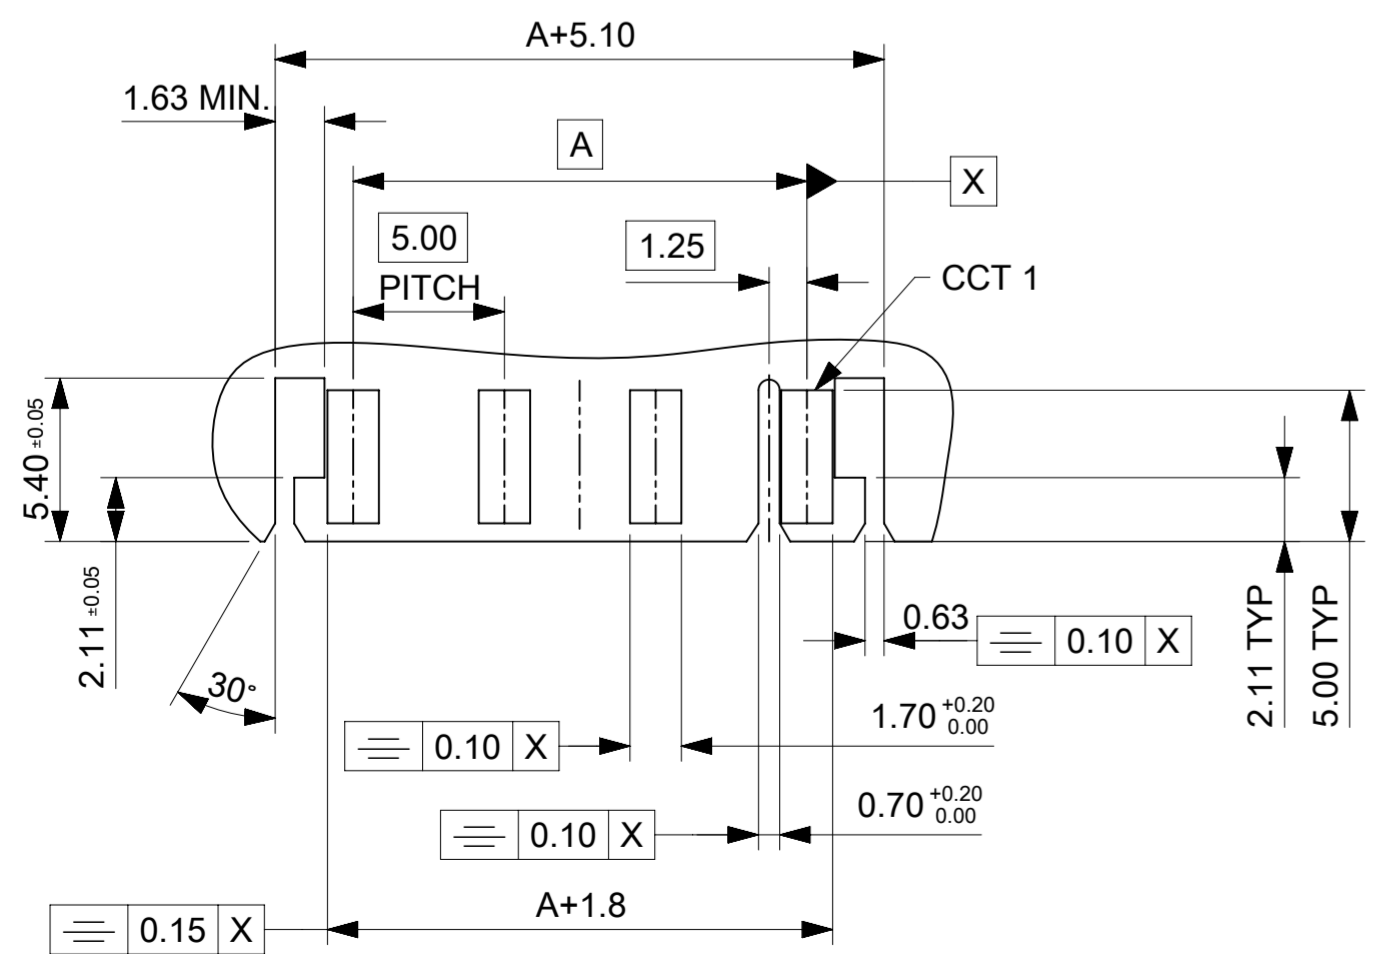 A+5.10
1.63 MIN.
A
X
5.00
PITCH
1.25
CCT 1
5.40 ±0.05
2.11 ±0.05
30°
0.63
0.10 X
2.11 TYP
5.00 TYP
1.70 +0.20 0.00
0.10 X
0.70 +0.20 0.00
0.10 X
A+1.8
0.15 X